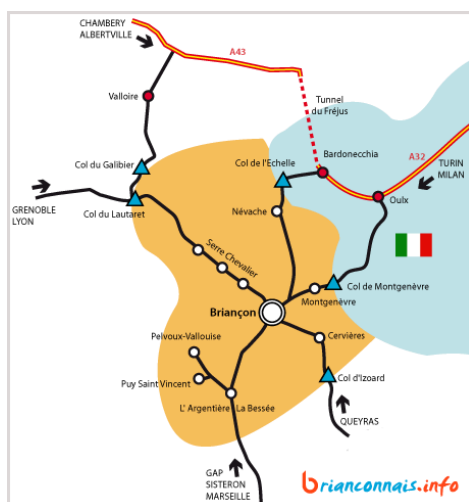 CHAMBERY
ALBERTVILLE
A43
Valloire
Tunnel
du Fréjus
Col du Galibier
Col de l'Echelle
Bardonecchia
A32
TURIN
MILAN
GRENOBLE
LYON
Col du Lautaret
Névache
Oulx
Serre Chevalier
Col de Montgenèvre
Montgenèvre
Briançon
Cervières
Pelvoux-Vallouise
Puy Saint Vincent
Col d'Izoard
L' Argentière La Bessée
QUEYRAS
GAP
SISTERON
MARSEILLE
brianconnais.info